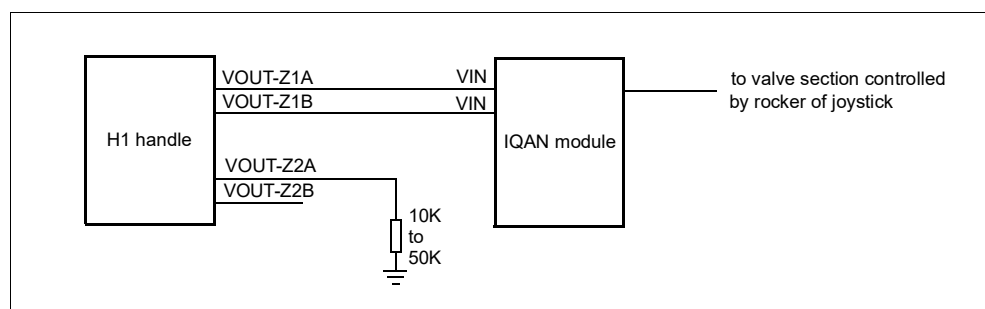 VOUT-Z1A
VIN
VOUT-Z1B
VIN
H1 handle
IQAN module
to valve section controlled
by rocker of joystick
VOUT-Z2A
VOUT-Z2B
10K
to
50K